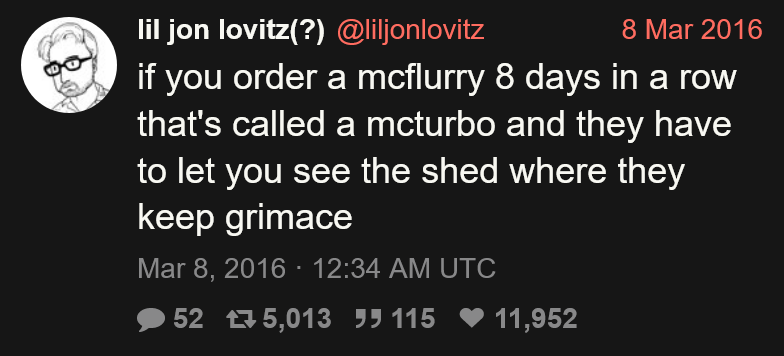 lil jon lovitz(?) @liljonlovitz 8 Mar 2016
if you order a mcflurry 8 days in a row
that's called a mcturbo and they have
to let you see the shed where they
keep grimace
Mar 8, 2016 · 12:34 AM UTC
52 5,013 115 11,952